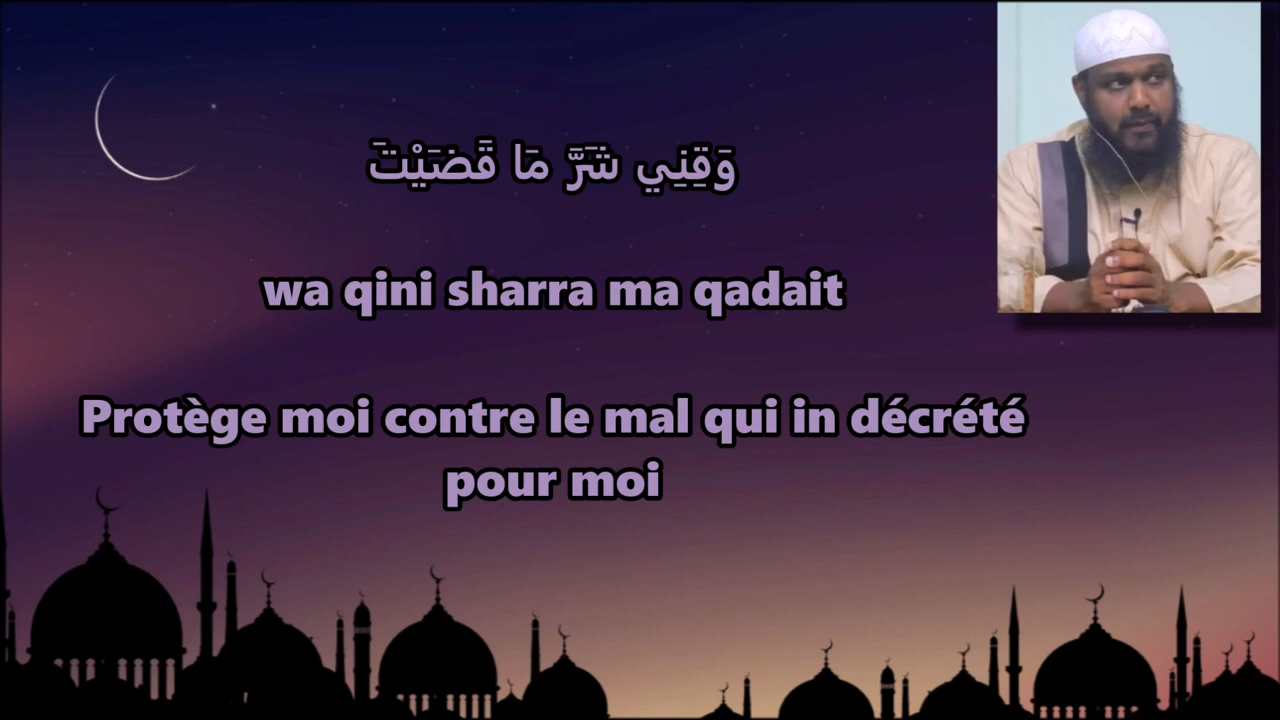 وَقِنِي شَرَّ مَا قَضَيْتَ
wa qini sharra ma qadait
Protège moi contre le mal qui in décrété
pour moi